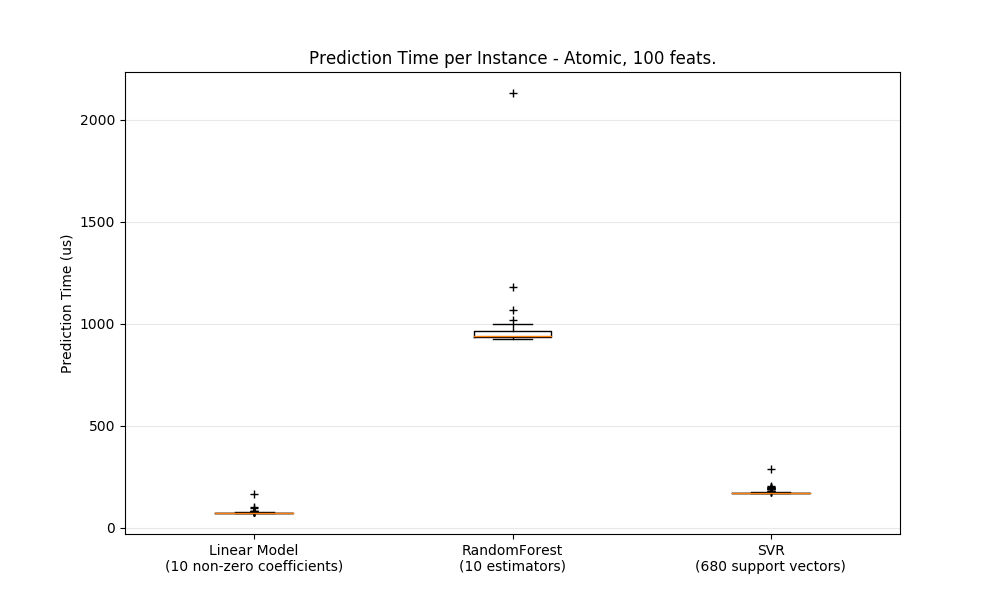 Prediction Time per Instance - Atomic, 100 feats.
Prediction Time (us)
2000
1500
1000
500
0
Linear Model
(10 non-zero coefficients)
RandomForest
(10 estimators)
SVR
(680 support vectors)